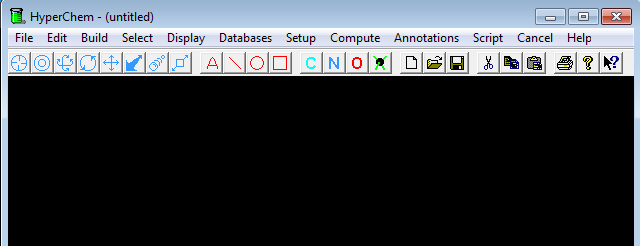 HyperChem - (untitled)
File Edit Build Select Display Databases Setup Compute Annotations Script Cancel Help
A C N O ? ?